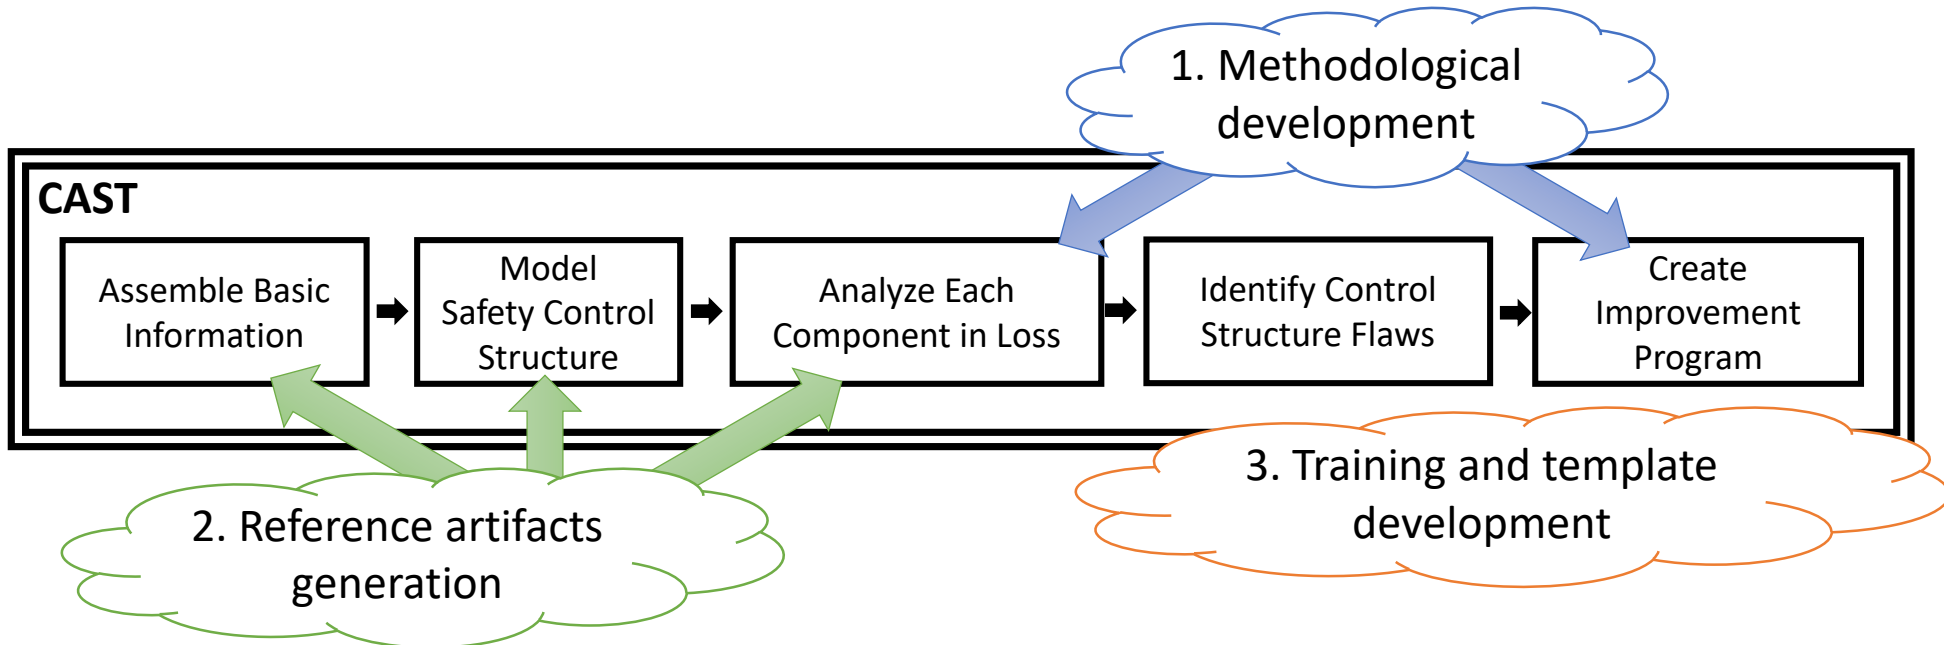 1. Methodological
development
CAST
Assemble Basic
Information
Model
Safety Control
Structure
Analyze Each
Component in Loss
Identify Control
Structure Flaws
Create
Improvement
Program
2. Reference artifacts
generation
3. Training and template
development